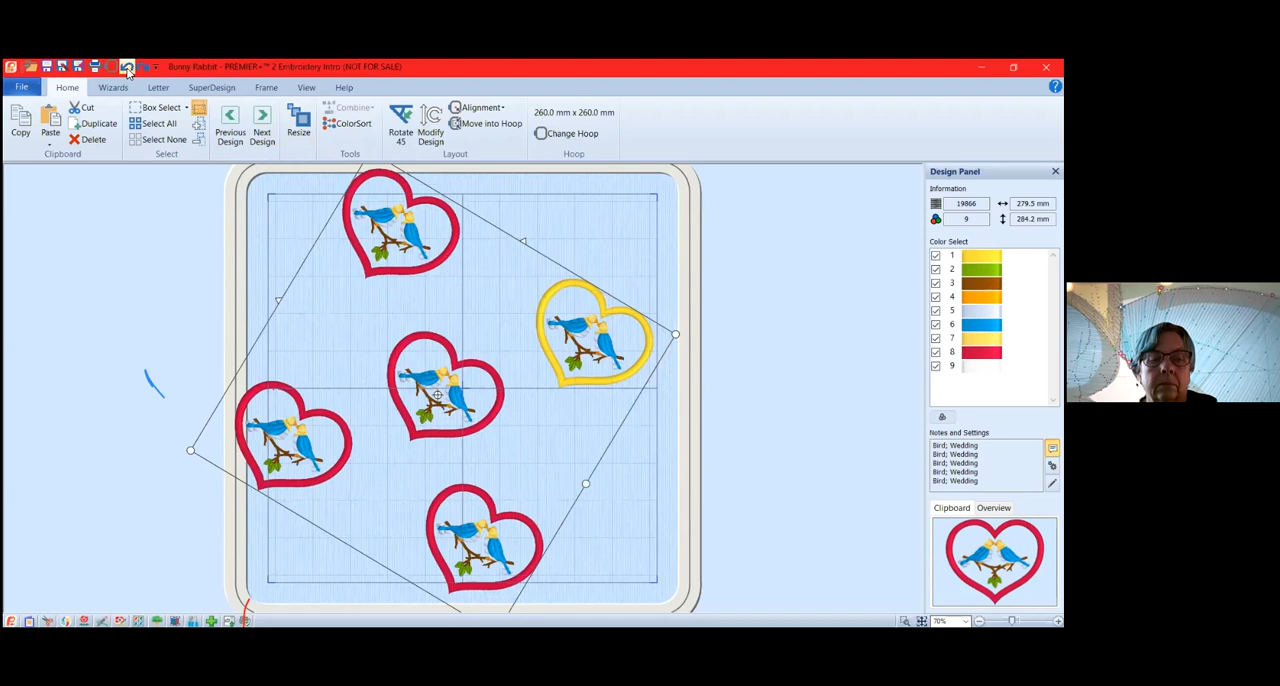 Bunny Rabbit - PREMIER+™ 2 Embroidery Intro (NOT FOR SALE)
File Home Wizards Letter SuperDesign Frame View Help
Copy
Paste
Cut
Duplicate
Delete
Clipboard
Box Select
Select All
Select None
Select
Previous
Design
Next
Design
Resize
Combine
ColorSort
Tools
Rotate
45
Modify
Design
Alignment
Move into Hoop
Layout
260.0 mm x 260.0 mm
Change Hoop
Hoop
Design Panel
Information
19866 279.5 mm
9 284.2 mm
Color Select
1
2
3
4
5
6
7
8
9
Notes and Settings
Bird; Wedding
Bird; Wedding
Bird; Wedding
Bird; Wedding
Bird; Wedding
Clipboard Overview
70%